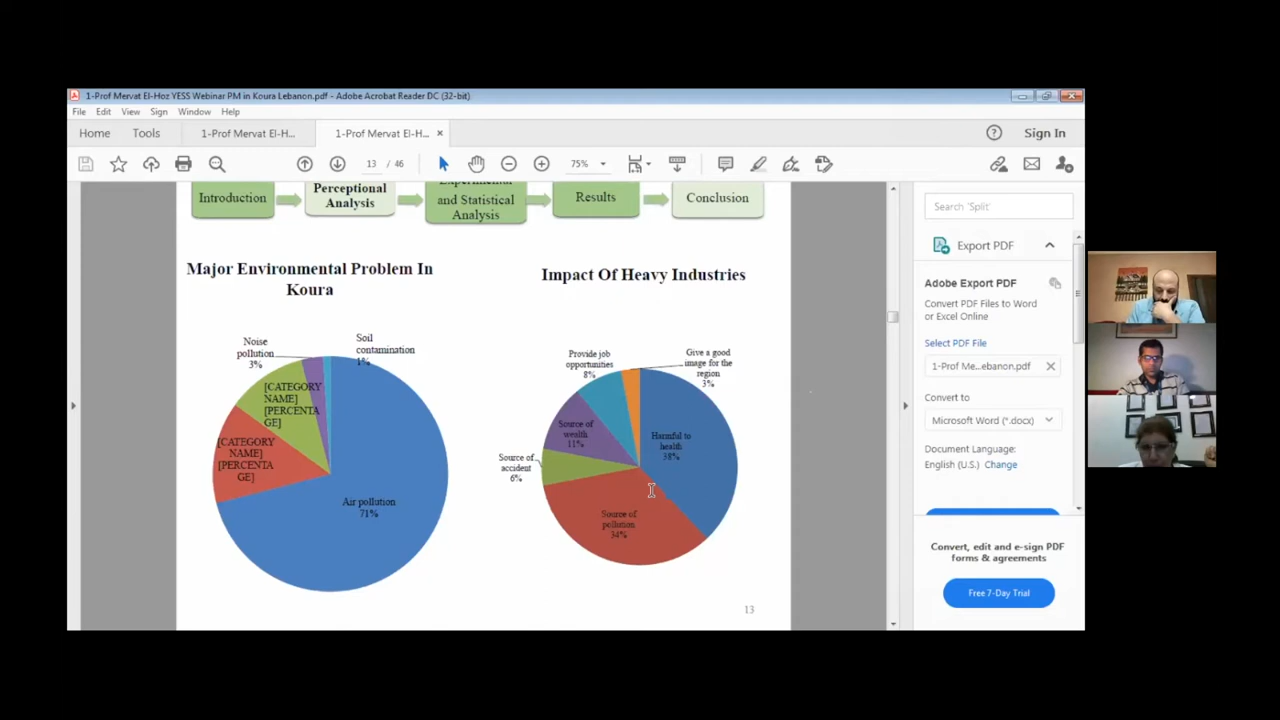 1-Prof Mervat El-Hoz YESS Webinar PM in Koura Lebanon.pdf - Adobe Acrobat Reader DC (32-bit)
File Edit View Sign Window Help
Home Tools 1-Prof Mervat El-H... 1-Prof Mervat El-H... ×
Sign In
13 / 46
75%
Introduction
Perceptional
Analysis
Experimental
and Statistical
Analysis
Results
Conclusion
Major Environmental Problem In
Koura
Noise
pollution
3%
Soil
contamination
1%
[CATEGORY
NAME]
[PERCENTA
GE]
[CATEGORY
NAME]
[PERCENTA
GE]
Air pollution
71%
Impact Of Heavy Industries
Provide job
opportunities
8%
Give a good
image for the
region
3%
Source of
wealth
11%
Harmful to
health
38%
Source of
accident
6%
Source of
pollution
34%
13
Search 'Split'
Export PDF
Adobe Export PDF
Convert PDF Files to Word
or Excel Online
Select PDF File
1-Prof Me...ebanon.pdf
Convert to
Microsoft Word (*.docx)
Document Language:
English (U.S.) Change
Convert, edit and e-sign PDF
forms & agreements
Free 7-Day Trial